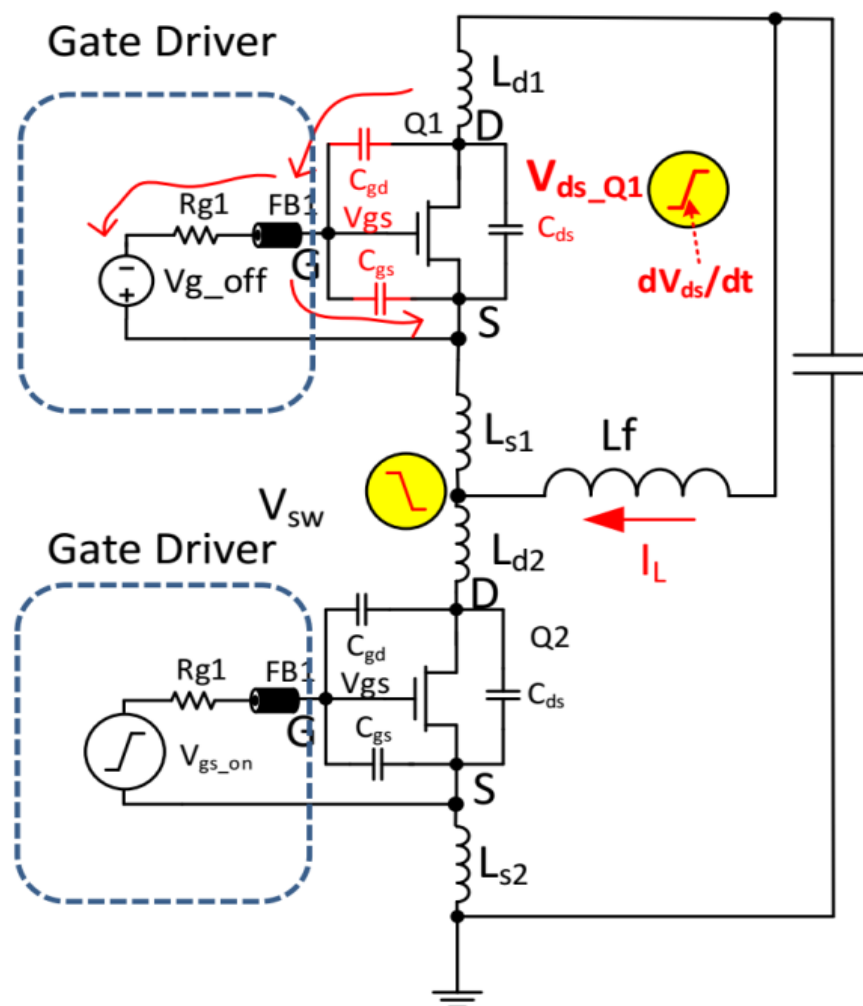 Gate Driver
Ld1
Q1
D
Cgd
Vds_Q1
Rg1
FB1
Vgs
Cds
G
Vg_off
Cgs
dVds/dt
S
Ls1
Lf
Vsw
Gate Driver
Ld2
IL
D
Cgd
Q2
Rg1
FB1
Vgs
Cds
G
Cgs
Vgs_on
S
Ls2